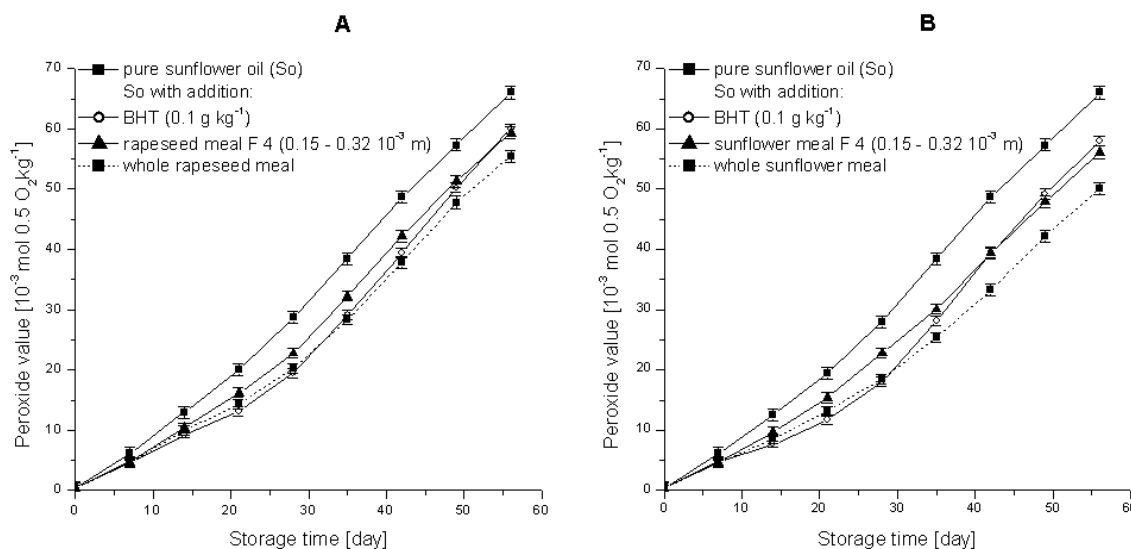 A
pure sunflower oil (So)
So with addition:
BHT (0.1 g kg⁻¹)
rapeseed meal F 4 (0.15 - 0.32 10⁻³ m)
whole rapeseed meal
Peroxide value [10⁻³ mol 0.5 O₂kg⁻¹]
70
60
50
40
30
20
10
0
0 10 20 30 40 50 60
Storage time [day]
B
pure sunflower oil (So)
So with addition:
BHT (0.1 g kg⁻¹)
sunflower meal F 4 (0.15 - 0.32 10⁻³ m)
whole sunflower meal
Peroxide value [10⁻³ mol 0.5 O₂kg⁻¹]
70
60
50
40
30
20
10
0
0 10 20 30 40 50 60
Storage time [day]